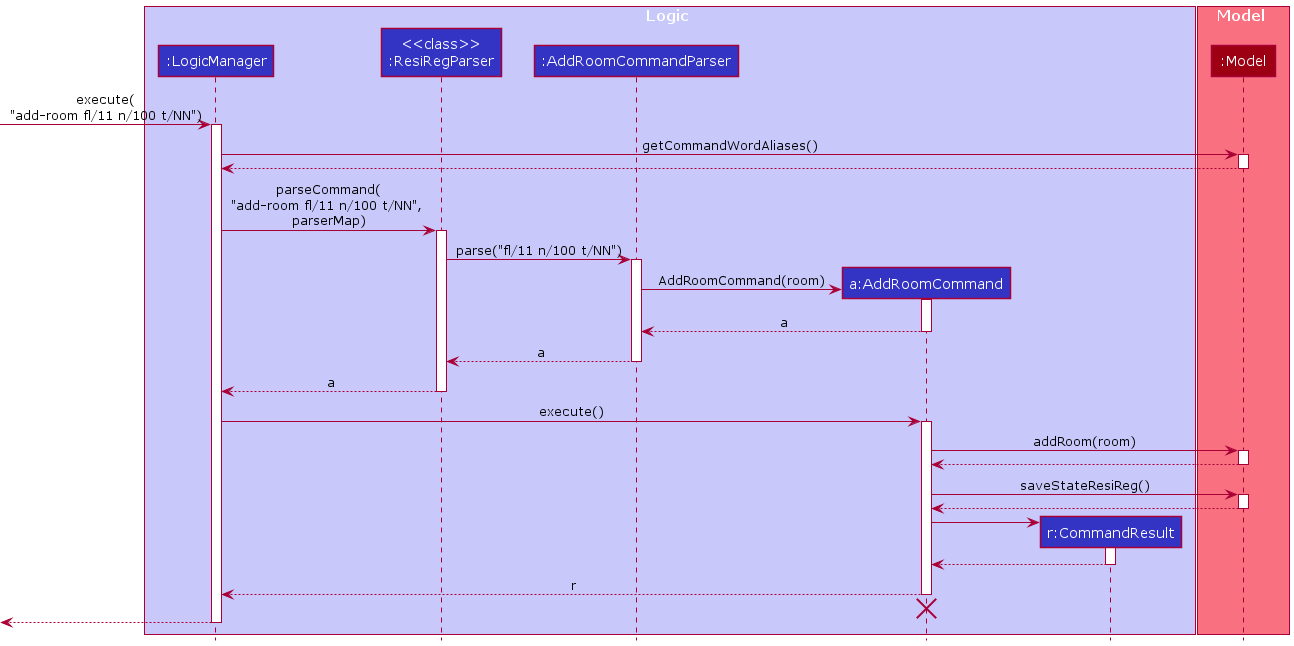 Logic
Model
<<class>>
:LogicManager
:ResiRegParser
:AddRoomCommandParser
:Model
execute(
"add-room fl/11 n/100 t/NN")
getCommandWordAliases()
parseCommand(
"add-room fl/11 n/100 t/NN",
parserMap)
parse("fl/11 n/100 t/NN")
AddRoomCommand(room)
a:AddRoomCommand
a
a
a
execute()
addRoom(room)
saveStateResiReg()
r:CommandResult
r